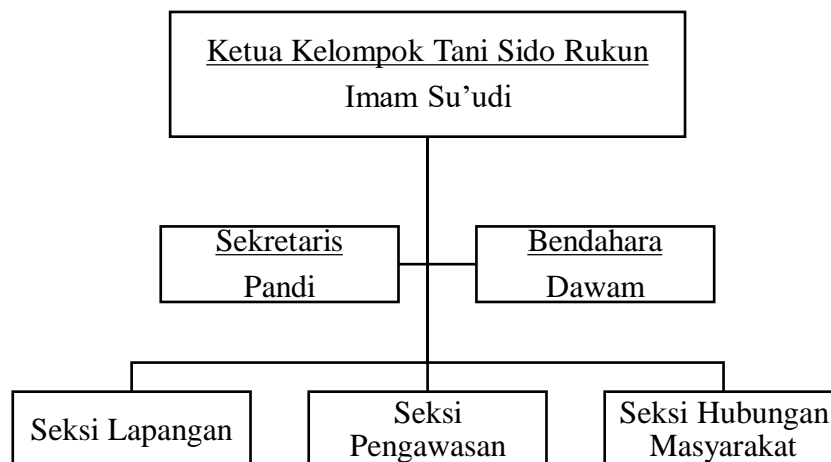 Ketua Kelompok Tani Sido Rukun
Imam Su’udi
Sekretaris
Pandi
Bendahara
Dawam
Seksi Lapangan
Seksi
Pengawasan
Seksi Hubungan
Masyarakat